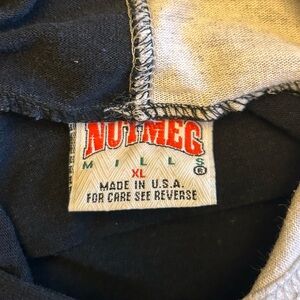 NUTMEG
MILLS
®
XL
MADE IN U.S.A.
FOR CARE SEE REVERSE